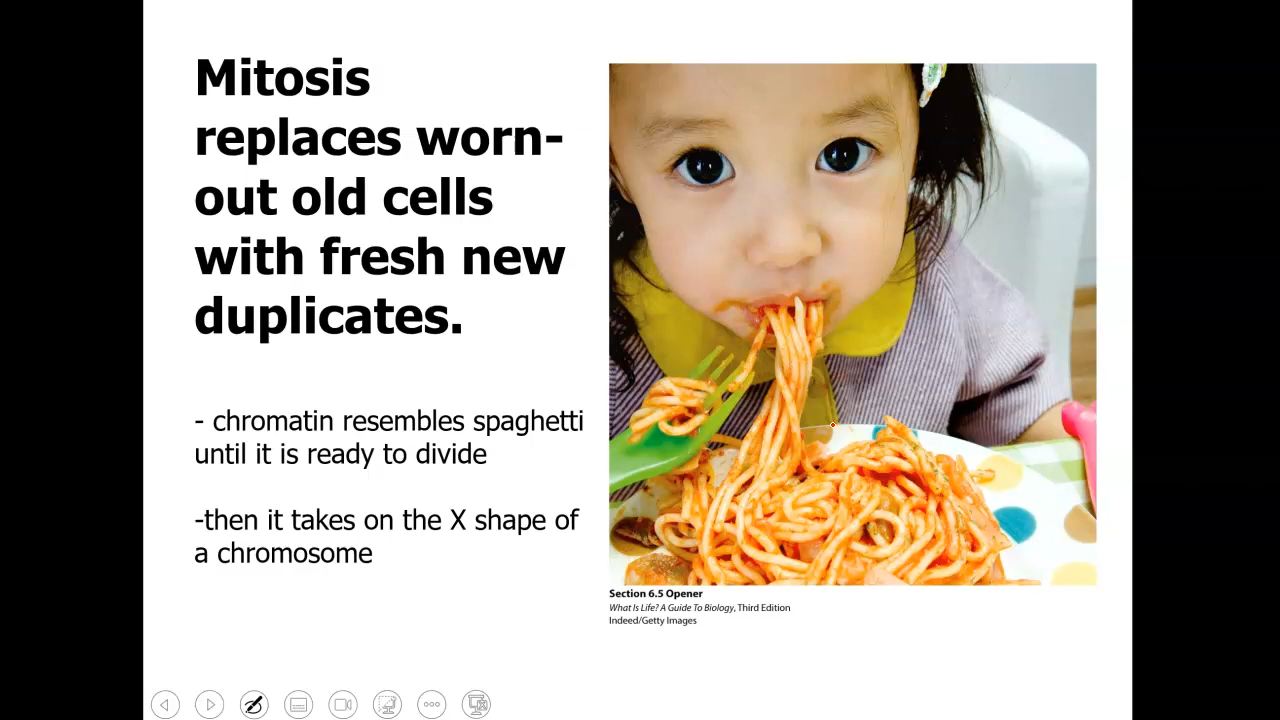 Mitosis
replaces worn-
out old cells
with fresh new
duplicates.
- chromatin resembles spaghetti
until it is ready to divide
-then it takes on the X shape of
a chromosome
Section 6.5 Opener
What Is Life? A Guide To Biology, Third Edition
Indeed/Getty Images